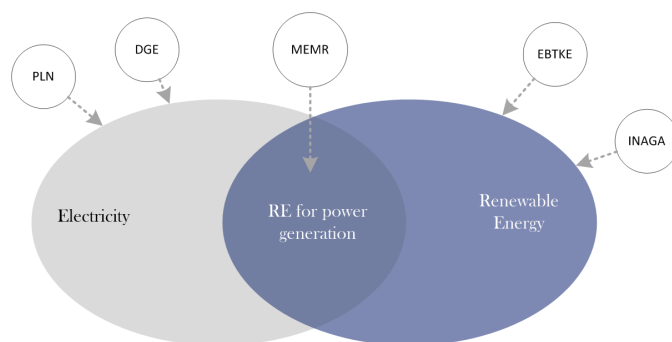 PLN
DGE
MEMR
EBTKE
INAGA
Electricity
RE for power
generation
Renewable
Energy